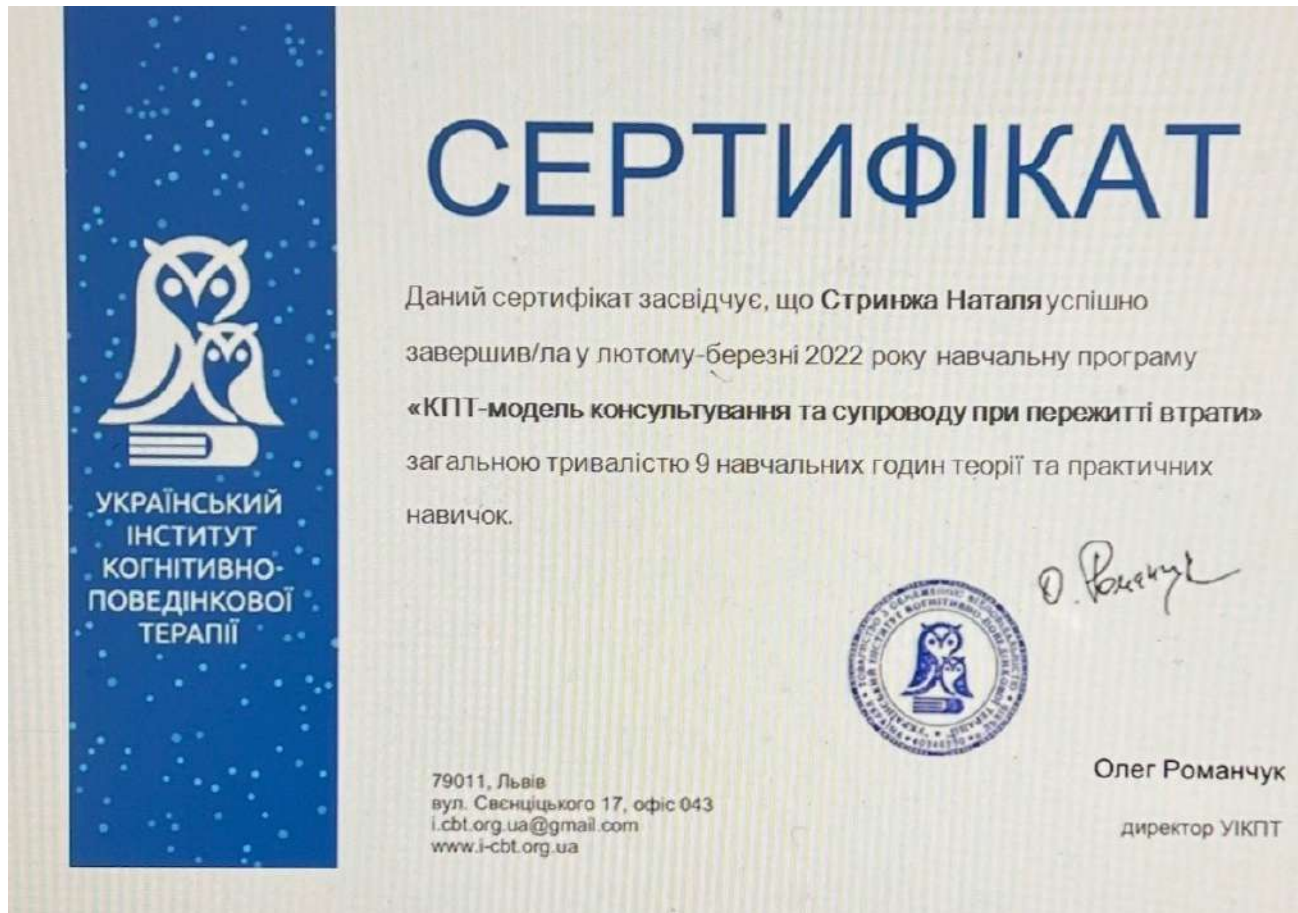 СЕРТИФІКАТ
Даний сертифікат засвідчує, що Стринжа Наталя успішно
завершив/ла у лютому-березні 2022 року навчальну програму
«КПТ-модель консультування та супроводу при пережитті втрати»
загальною тривалістю 9 навчальних годин теорії та практичних
навичок.
УКРАЇНСЬКИЙ
ІНСТИТУТ
КОГНІТИВНО-
ПОВЕДІНКОВОЇ
ТЕРАПІЇ
О. Романчук
79011, Львів
вул. Свєнціцького 17, офіс 043
i.cbt.org.ua@gmail.com
www.i-cbt.org.ua
Олег Романчук
директор УІКПТ